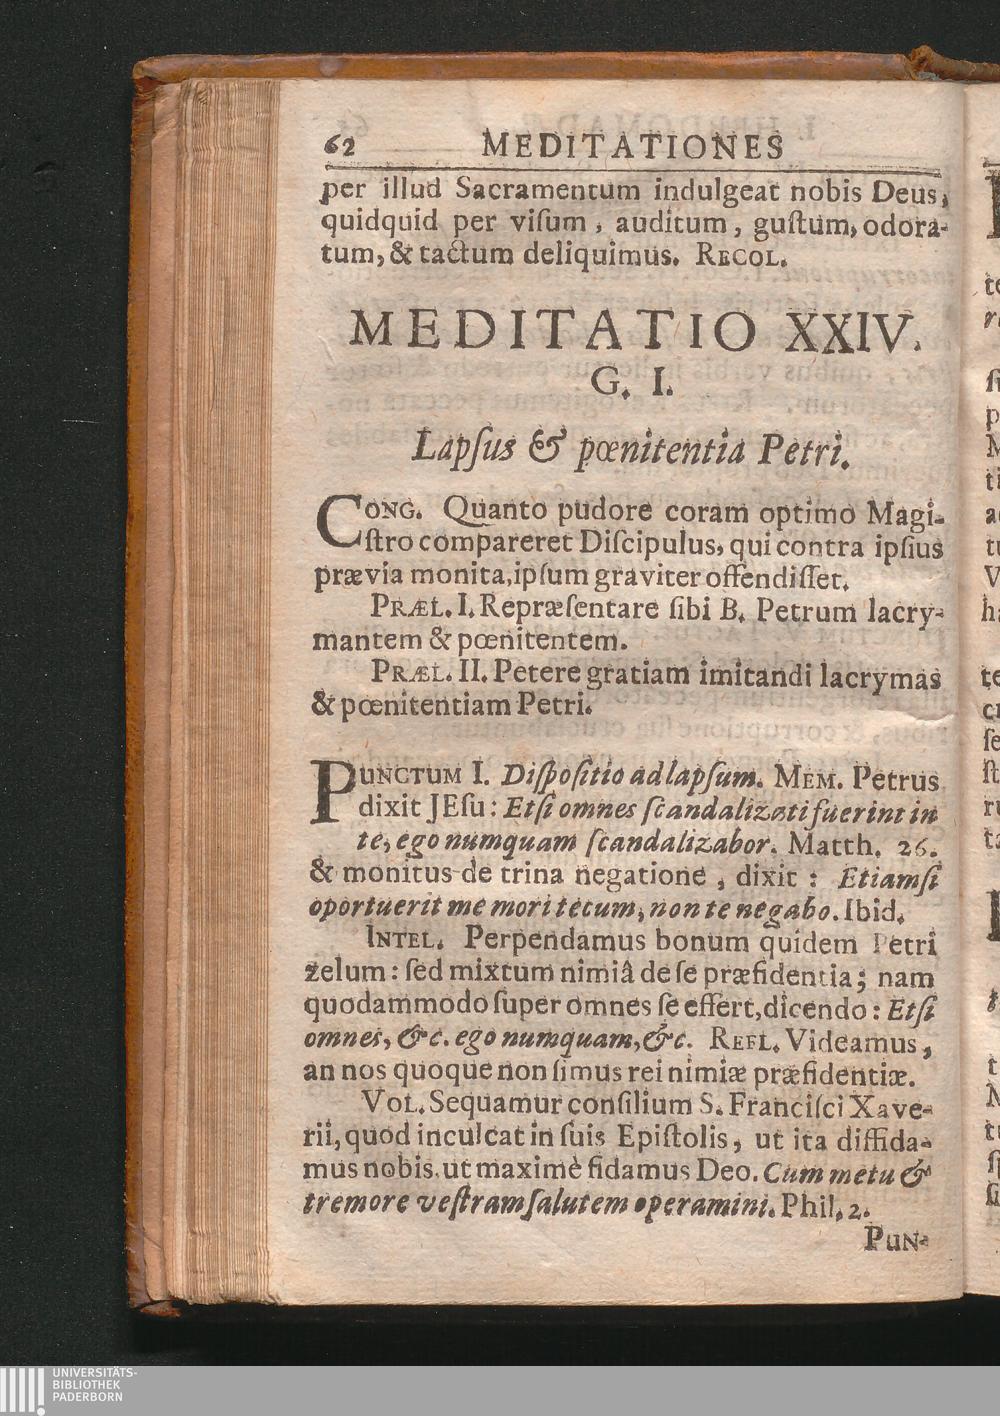 62 MEDITATIONES
per illud Sacramentum indulgeat nobis Deus,
quidquid per viſum, auditum, guſtum, odora-
tum, & tactum deliquimus. RECOL.
MEDITATIO XXIV.
G. I.
Lapſus & pœnitentia Petri.
CONG. Quanto pudore coram optimo Magi-
ſtro compareret Diſcipulus, qui contra ipſius
prævia monita, ipſum graviter offendiſſet.
PRÆL. I. Repræſentare ſibi B. Petrum lacry-
mantem & pœnitentem.
PRÆL. II. Petere gratiam imitandi lacrymas
& pœnitentiam Petri.
PUNCTUM I. Diſpoſitio ad lapſum. MEM. Petrus
dixit JEſu: Etſi omnes ſcandalizati fuerint in
te, ego numquam ſcandalizabor. Matth. 26.
& monitus de trina negatione, dixit: Etiamſi
oportuerit me mori tecum, non te negabo. Ibid.
INTEL. Perpendamus bonum quidem Petri
zelum: ſed mixtum nimiâ de ſe præfidentia; nam
quodammodo ſuper omnes ſe effert, dicendo: Etſi
omnes, &c. ego numquam, &c. REFL. Videamus,
an nos quoque non ſimus rei nimiæ præfidentiæ.
VOL. Sequamur conſilium S. Franciſci Xave-
rii, quod inculcat in ſuis Epiſtolis, ut ita diffida-
mus nobis, ut maximè fidamus Deo. Cum metu &
tremore veſtram ſalutem operamini. Phil. 2.
PUN-
UNIVERSITÄTS-
BIBLIOTHEK
PADERBORN